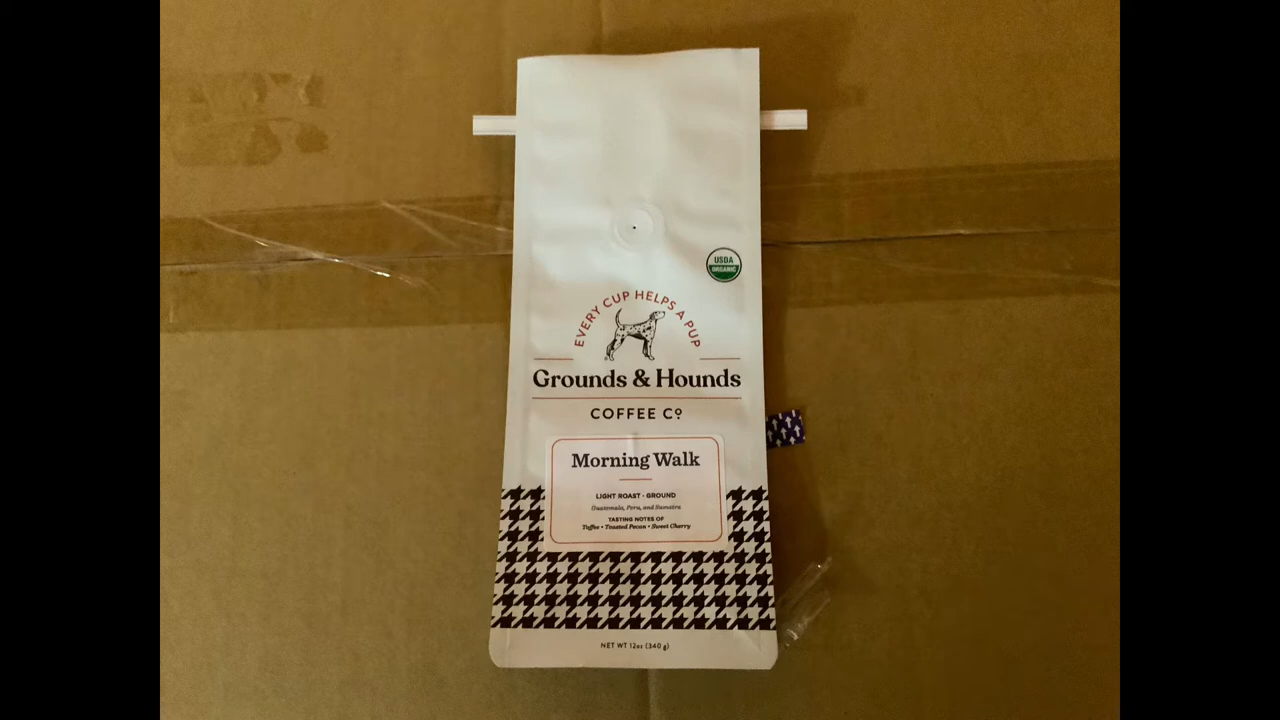 USDA
ORGANIC
EVERY CUP HELPS A PUP
Grounds & Hounds
COFFEE Cº
Morning Walk
LIGHT ROAST · GROUND
Guatemala, Peru, and Sumatra
TASTING NOTES OF
Toffee • Toasted Pecan • Sweet Cherry
NET WT 12oz (340 g)